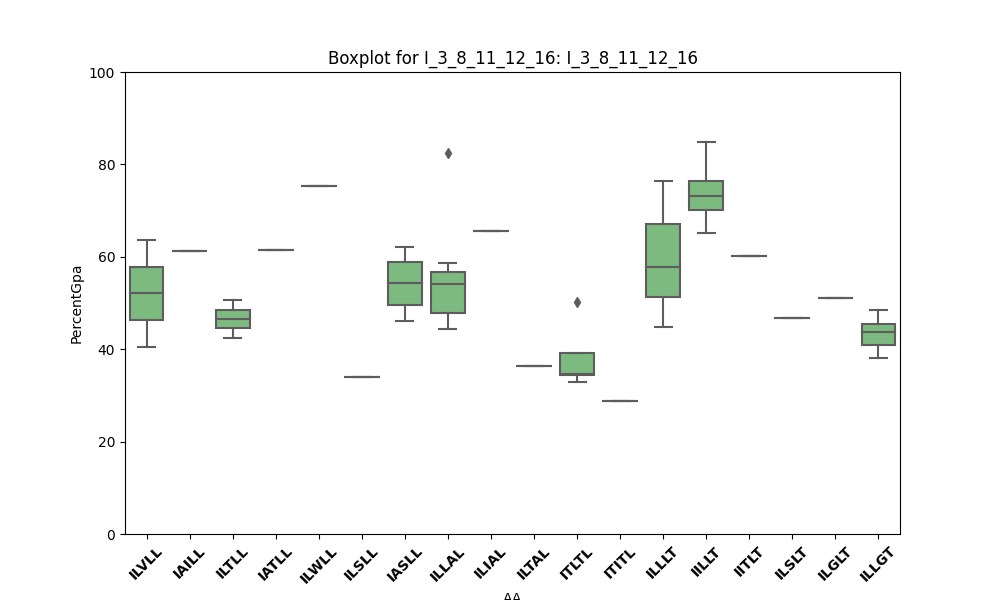 Boxplot for I_3_8_11_12_16: I_3_8_11_12_16
PercentGpa
100
80
60
40
20
0
ILVLL
IAILL
ILTLL
IATLL
ILWLL
ILSLL
IASLL
ILLAL
ILIAL
ILTAL
ITLTL
ITITL
ILLLT
IILLT
IITLT
ILSLT
ILGLT
ILLGT
AA